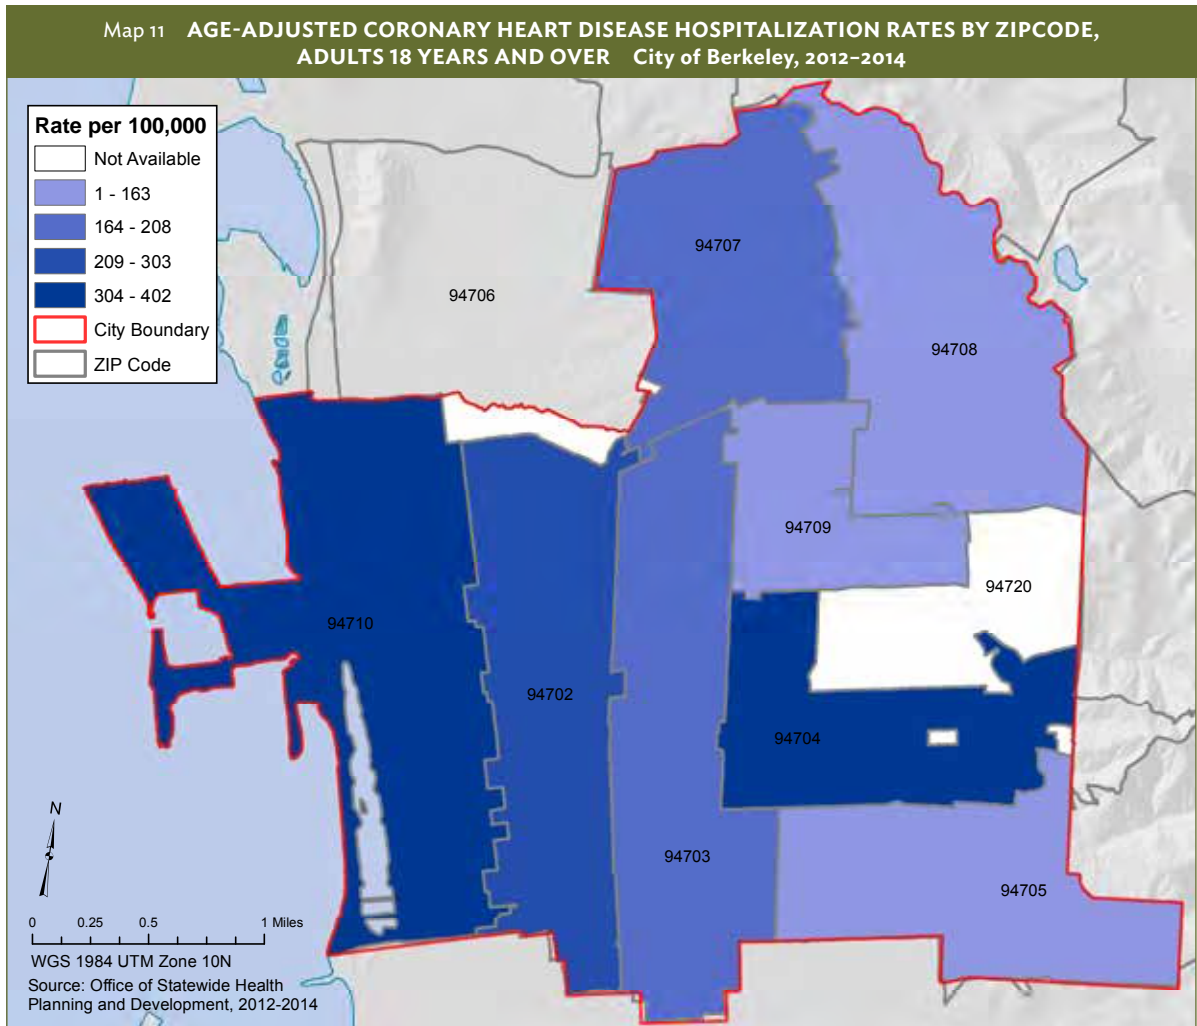 Map 11 AGE-ADJUSTED CORONARY HEART DISEASE HOSPITALIZATION RATES BY ZIPCODE,
ADULTS 18 YEARS AND OVER City of Berkeley, 2012–2014
Rate per 100,000
Not Available
1 - 163
164 - 208
209 - 303
304 - 402
City Boundary
ZIP Code
94707
94706
94708
94709
94720
94710
94702
94704
94703
94705
N
0 0.25 0.5 1 Miles
WGS 1984 UTM Zone 10N
Source: Office of Statewide Health
Planning and Development, 2012-2014